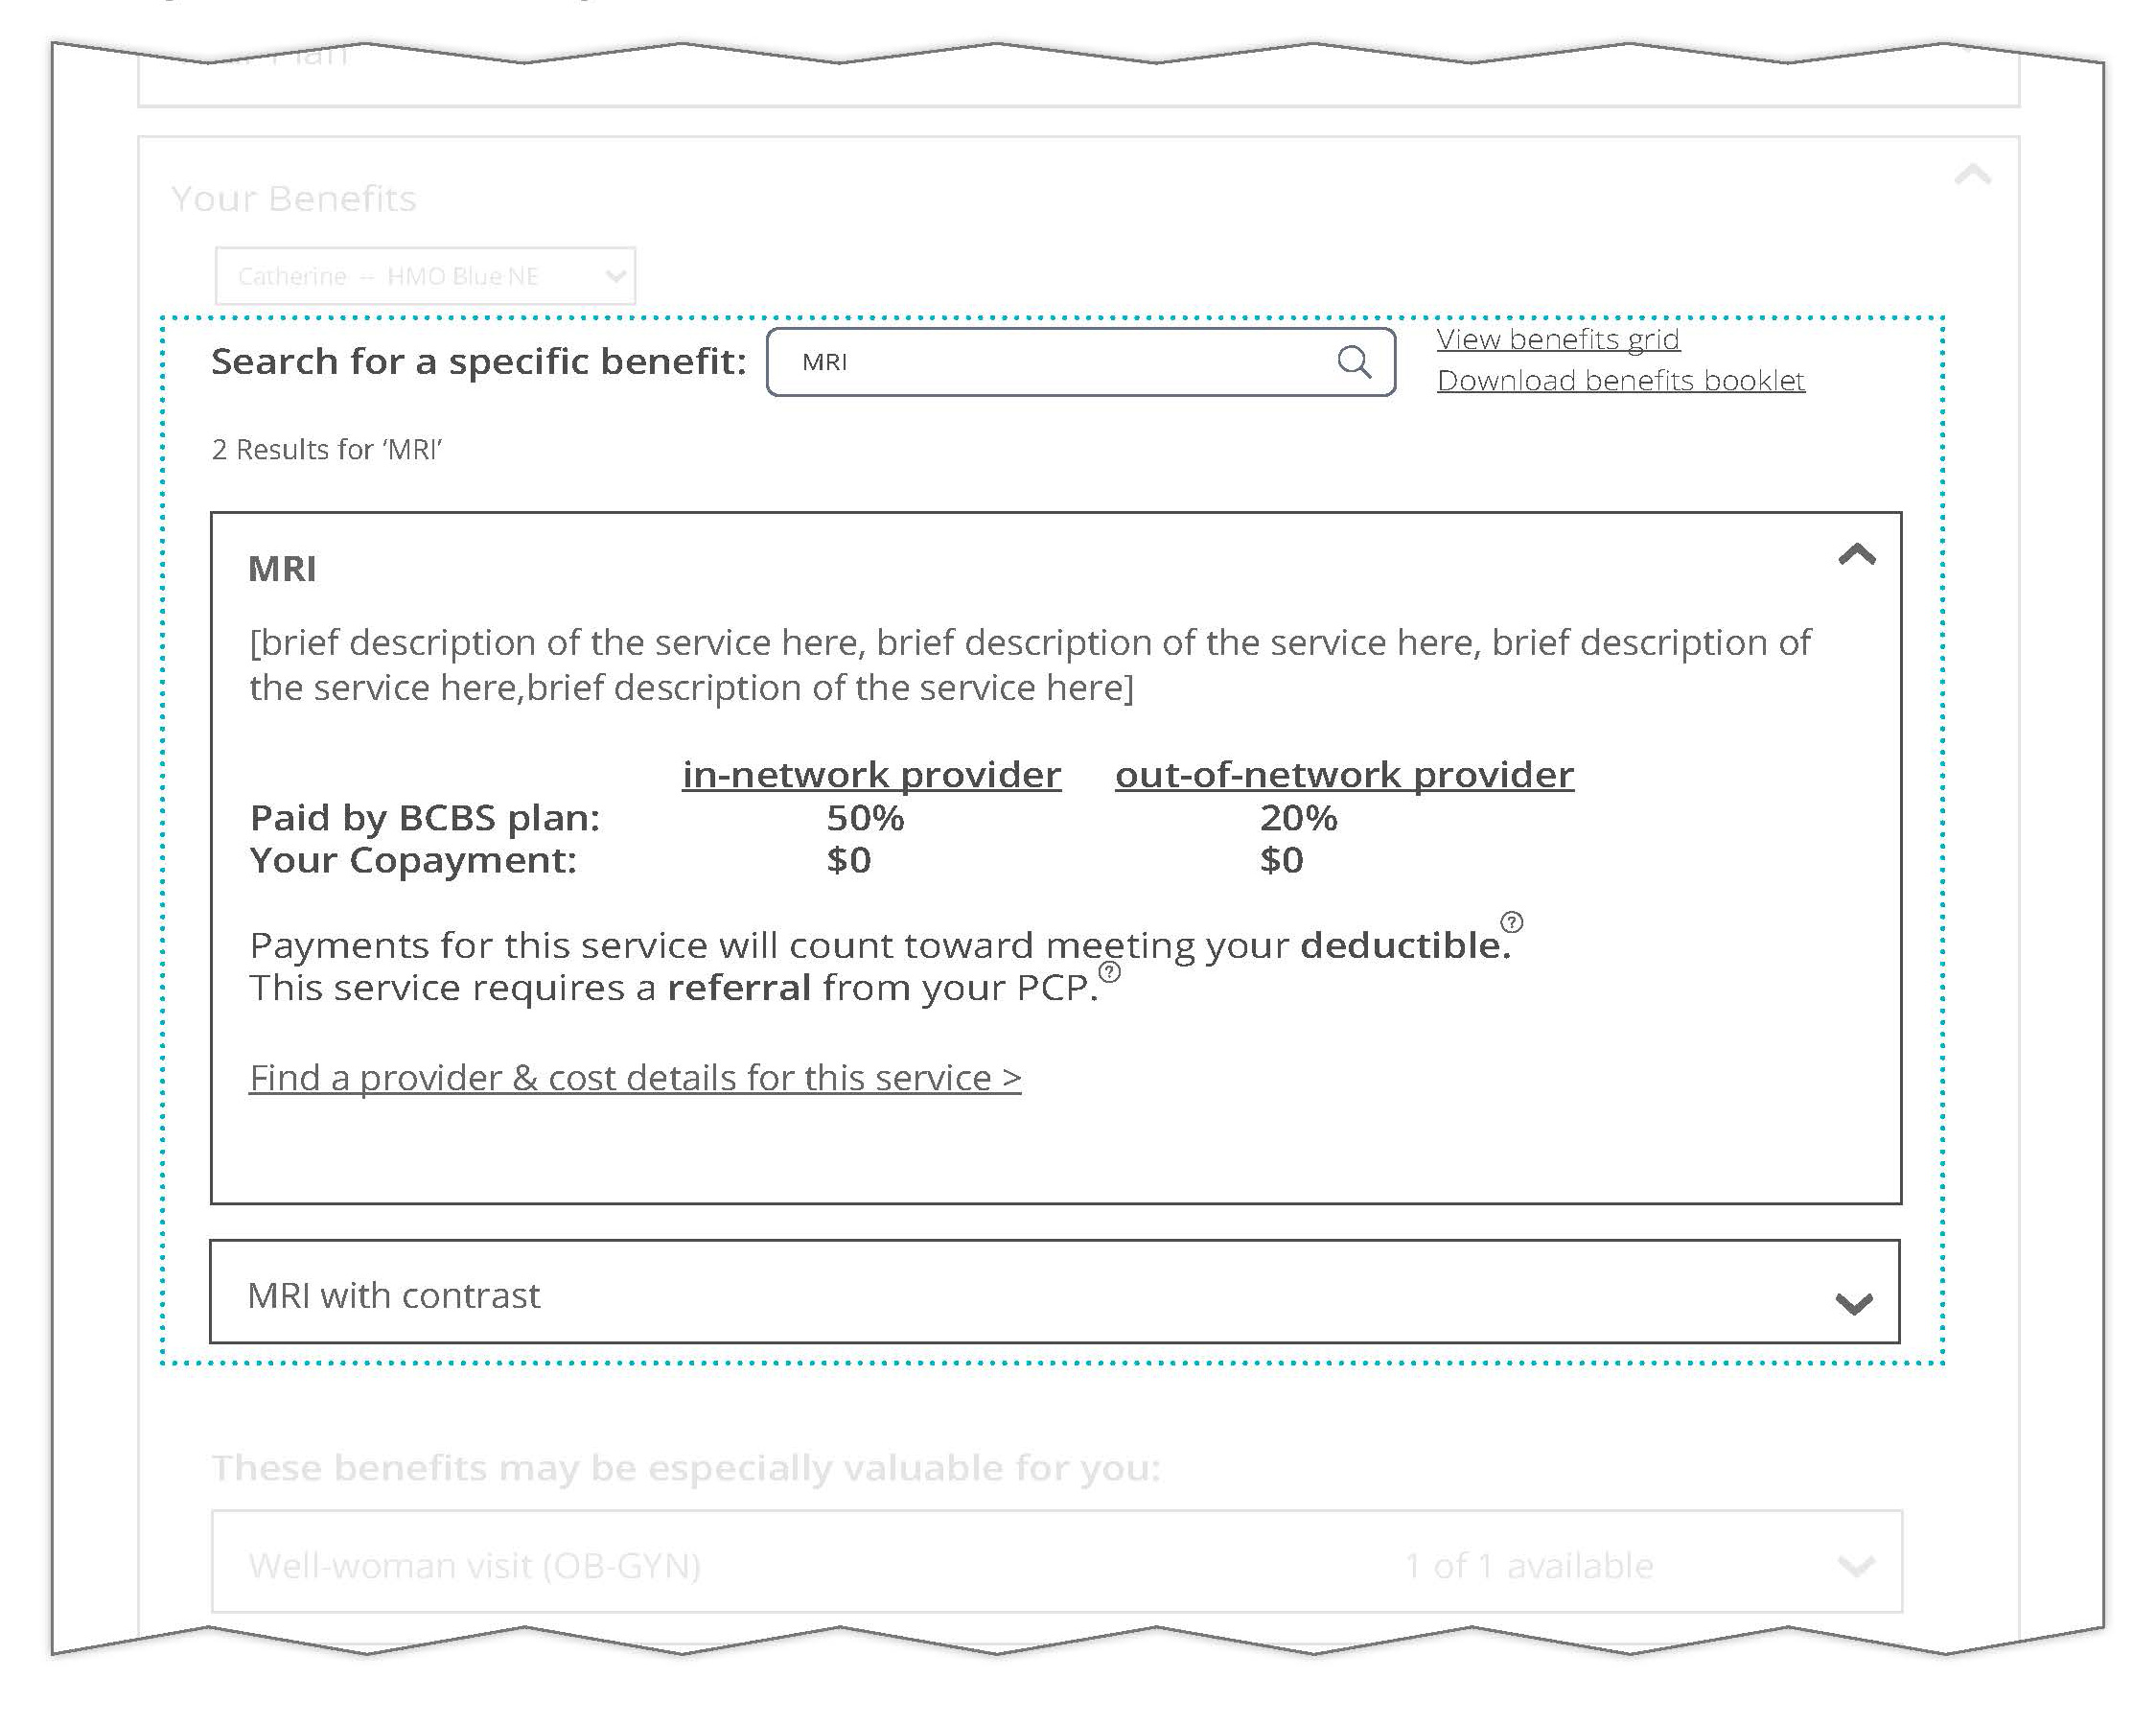 Plan
Your Benefits
Catherine -- HMO Blue NE
Search for a specific benefit:
MRI
View benefits grid
Download benefits booklet
2 Results for ‘MRI’
MRI
[brief description of the service here, brief description of the service here, brief description of
the service here,brief description of the service here]
in-network provider out-of-network provider
Paid by BCBS plan: 50% 20%
Your Copayment: $0 $0
Payments for this service will count toward meeting your deductible.?
This service requires a referral from your PCP.?
Find a provider & cost details for this service >
MRI with contrast
These benefits may be especially valuable for you:
Well-woman visit (OB-GYN) 1 of 1 available